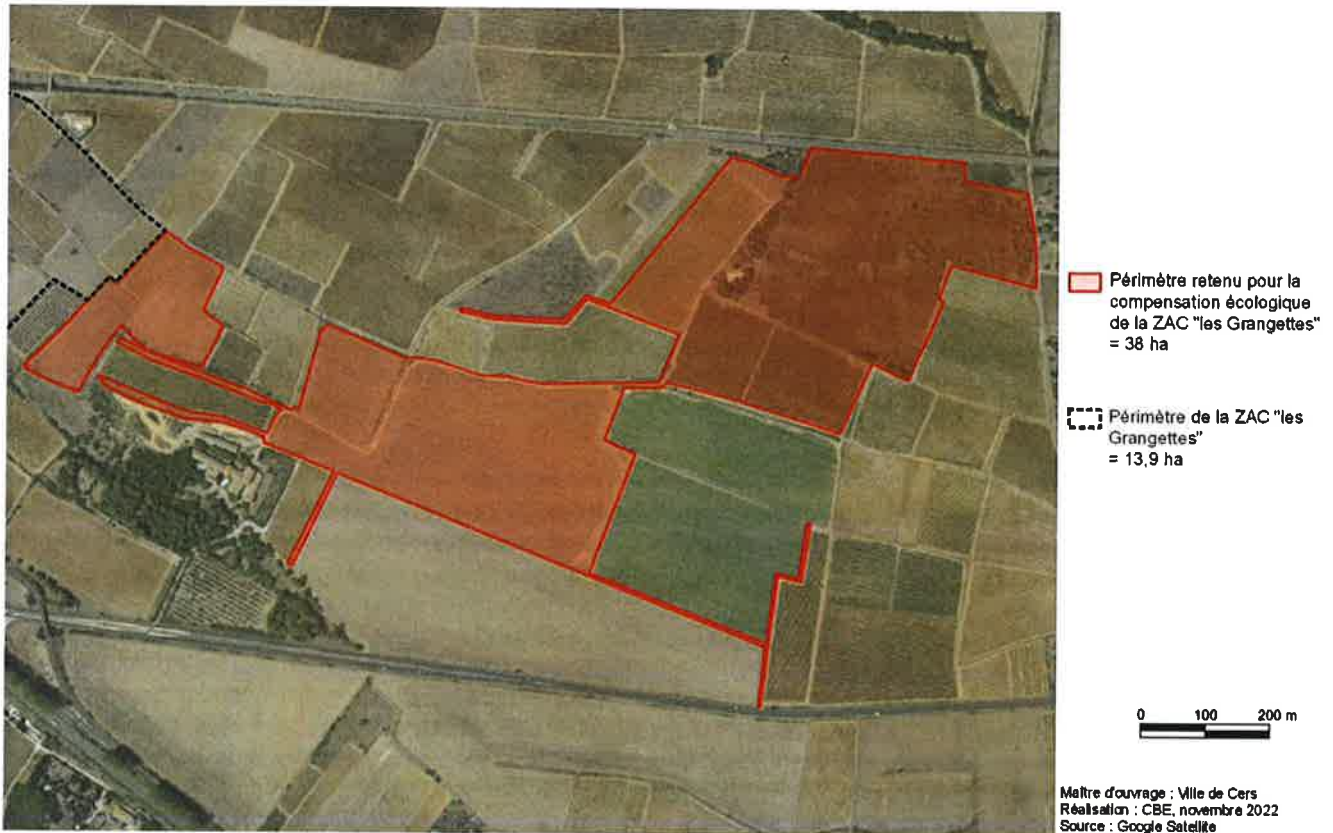 Périmètre retenu pour la
compensation écologique
de la ZAC "les Grangettes"
= 38 ha
Périmètre de la ZAC "les
Grangettes"
= 13,9 ha
0 100 200 m
Maître d'ouvrage : Ville de Cers
Réalisation : CBE, novembre 2022
Source : Google Satellite